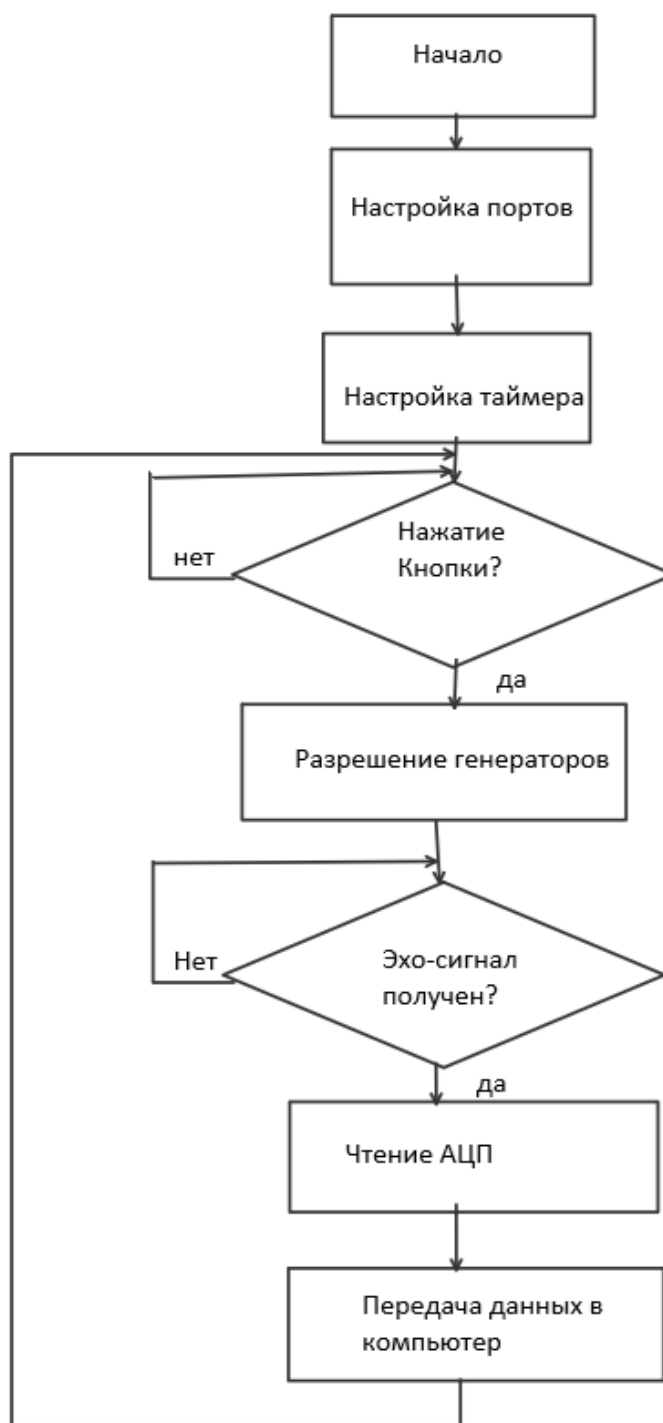 Начало
Настройка портов
Настройка таймера
Нажатие
Кнопки?
нет
да
Разрешение генераторов
Эхо-сигнал
получен?
Нет
да
Чтение АЦП
Передача данных в
компьютер